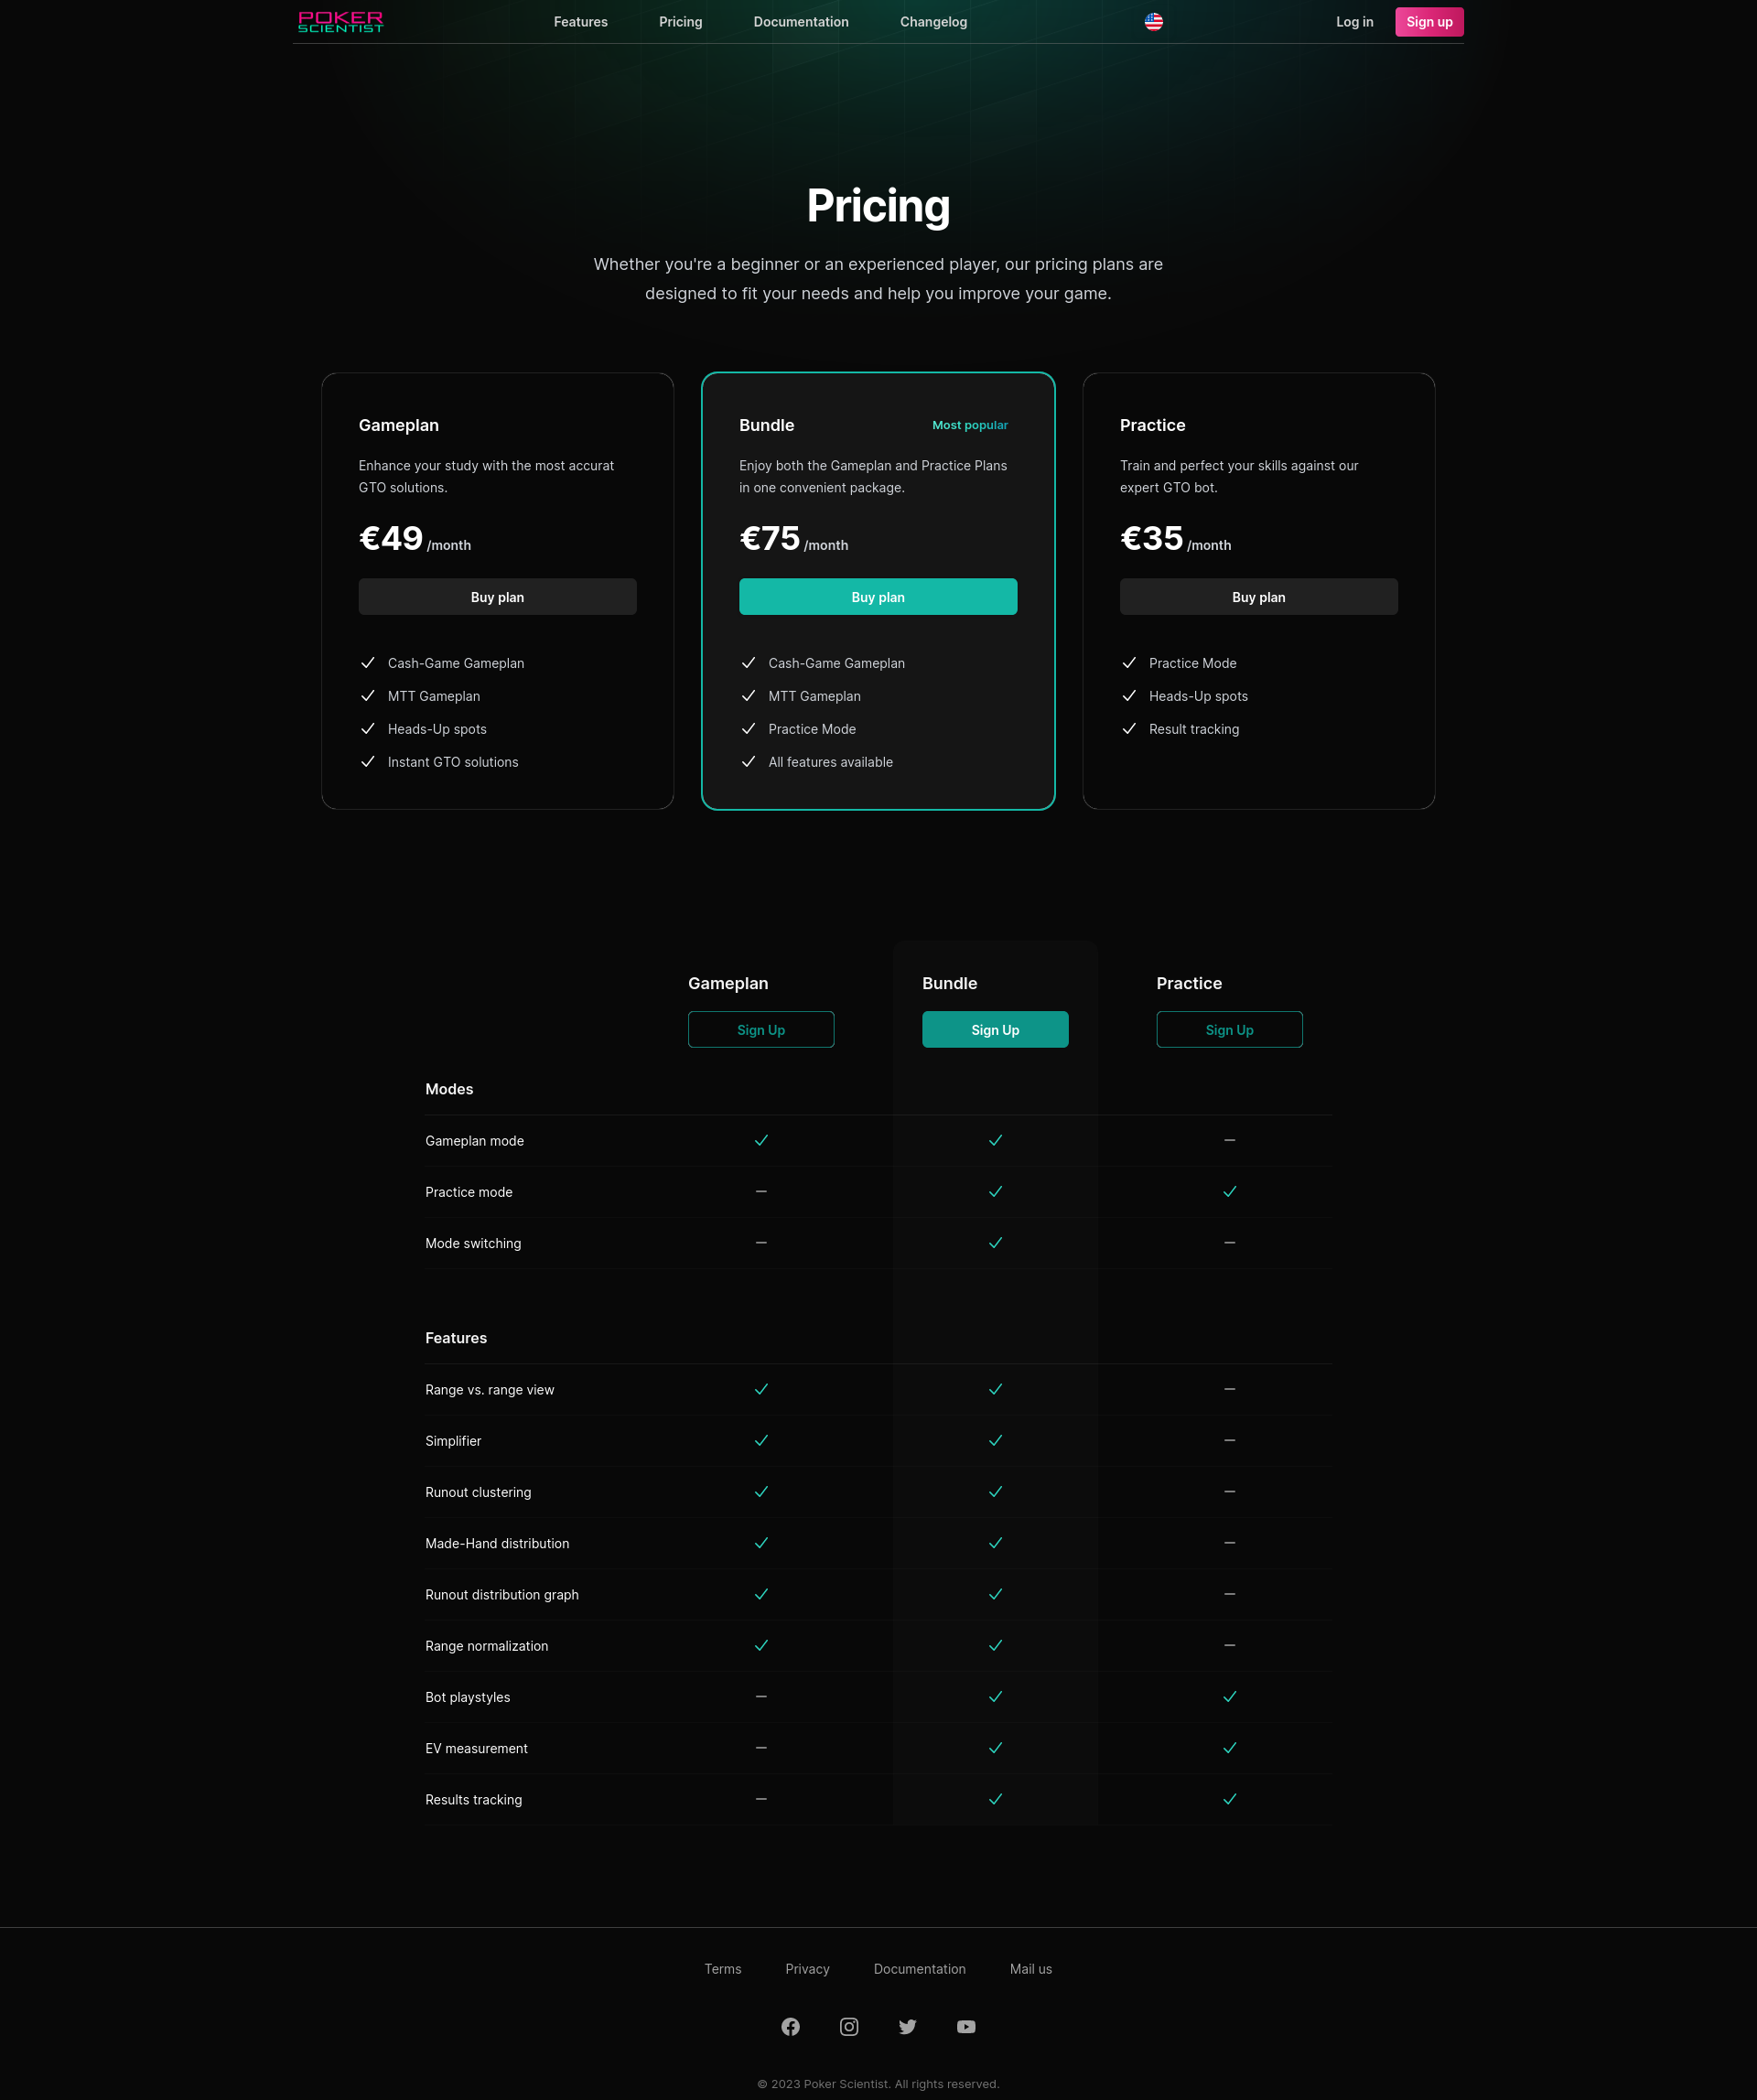 POKER
SCIENTIST
Features
Pricing
Documentation
Changelog
Log in
Sign up
Pricing
Whether you're a beginner or an experienced player, our pricing plans are
designed to fit your needs and help you improve your game.
Gameplan
Enhance your study with the most accurat
GTO solutions.
€49 /month
Buy plan
Cash-Game Gameplan
MTT Gameplan
Heads-Up spots
Instant GTO solutions
Bundle
Most popular
Enjoy both the Gameplan and Practice Plans
in one convenient package.
€75 /month
Buy plan
Cash-Game Gameplan
MTT Gameplan
Practice Mode
All features available
Practice
Train and perfect your skills against our
expert GTO bot.
€35 /month
Buy plan
Practice Mode
Heads-Up spots
Result tracking
Gameplan
Bundle
Practice
Sign Up
Sign Up
Sign Up
Modes
Gameplan mode
Practice mode
Mode switching
Features
Range vs. range view
Simplifier
Runout clustering
Made-Hand distribution
Runout distribution graph
Range normalization
Bot playstyles
EV measurement
Results tracking
Terms
Privacy
Documentation
Mail us
© 2023 Poker Scientist. All rights reserved.